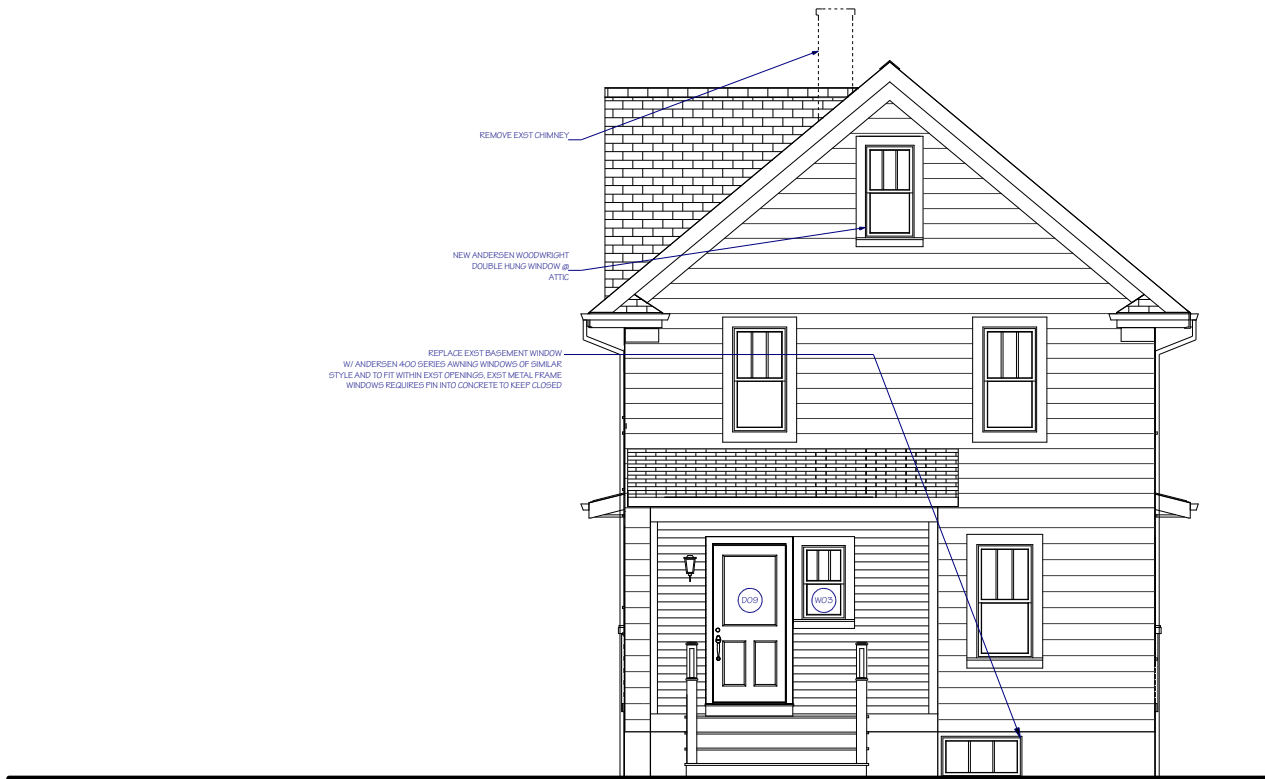 REMOVE EXST CHIMNEY
NEW ANDERSEN WOODWRIGHT
DOUBLE HUNG WINDOW @
ATTIC
REPLACE EXST BASEMENT WINDOW
W/ ANDERSEN 400 SERIES AWNING WINDOWS OF SIMILAR
STYLE AND TO FIT WITHIN EXST OPENINGS, EXST METAL FRAME
WINDOWS REQUIRES PIN INTO CONCRETE TO KEEP CLOSED
D09
W03